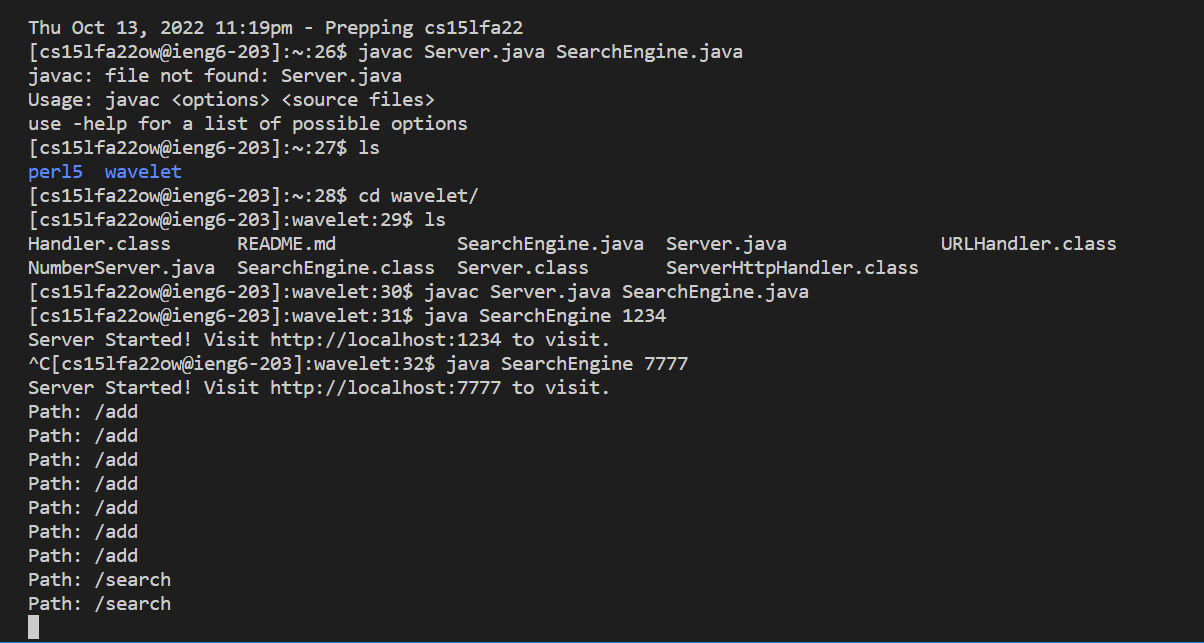 Thu Oct 13, 2022 11:19pm - Prepping cs15lfa22
[cs15lfa22ow@ieng6-203]:~:26$ javac Server.java SearchEngine.java
javac: file not found: Server.java
Usage: javac <options> <source files>
use -help for a list of possible options
[cs15lfa22ow@ieng6-203]:~:27$ ls
perl5  wavelet
[cs15lfa22ow@ieng6-203]:~:28$ cd wavelet/
[cs15lfa22ow@ieng6-203]:wavelet:29$ ls
Handler.class      README.md           SearchEngine.java  Server.java              URLHandler.class
NumberServer.java  SearchEngine.class  Server.class       ServerHttpHandler.class
[cs15lfa22ow@ieng6-203]:wavelet:30$ javac Server.java SearchEngine.java
[cs15lfa22ow@ieng6-203]:wavelet:31$ java SearchEngine 1234
Server Started! Visit http://localhost:1234 to visit.
^C[cs15lfa22ow@ieng6-203]:wavelet:32$ java SearchEngine 7777
Server Started! Visit http://localhost:7777 to visit.
Path: /add
Path: /add
Path: /add
Path: /add
Path: /add
Path: /add
Path: /add
Path: /search
Path: /search